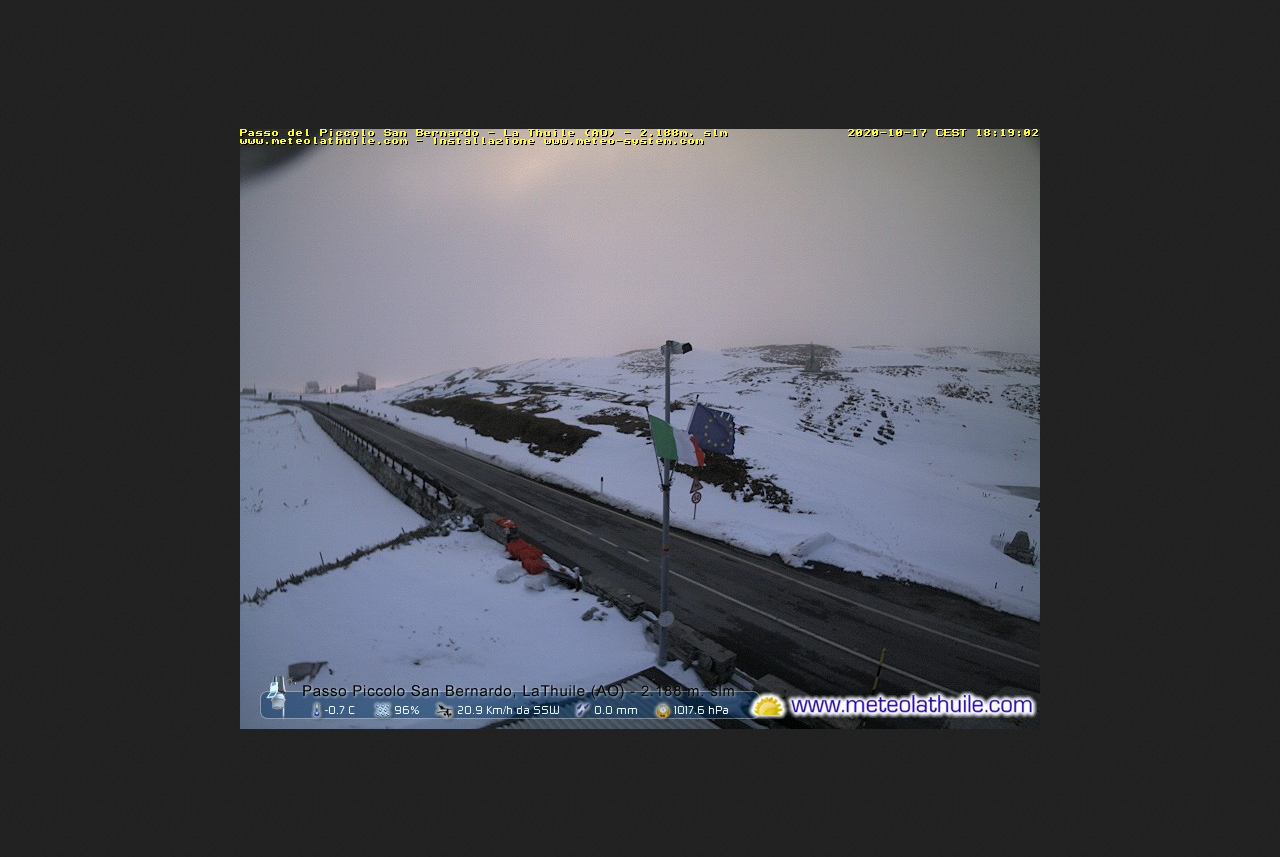 Passo del Piccolo San Bernardo - La Thuile (AO) - 2.188m. slm 2020-10-17 CEST 18:19:02
www.meteolathuile.com - Installazione www.meteo-system.com
Passo Piccolo San Bernardo, LaThuile (AO) - 2.188 m. slm
-0.7 C 96% 20.9 Km/h da SSW 0.0 mm 1017.6 hPa
www.meteolathuile.com